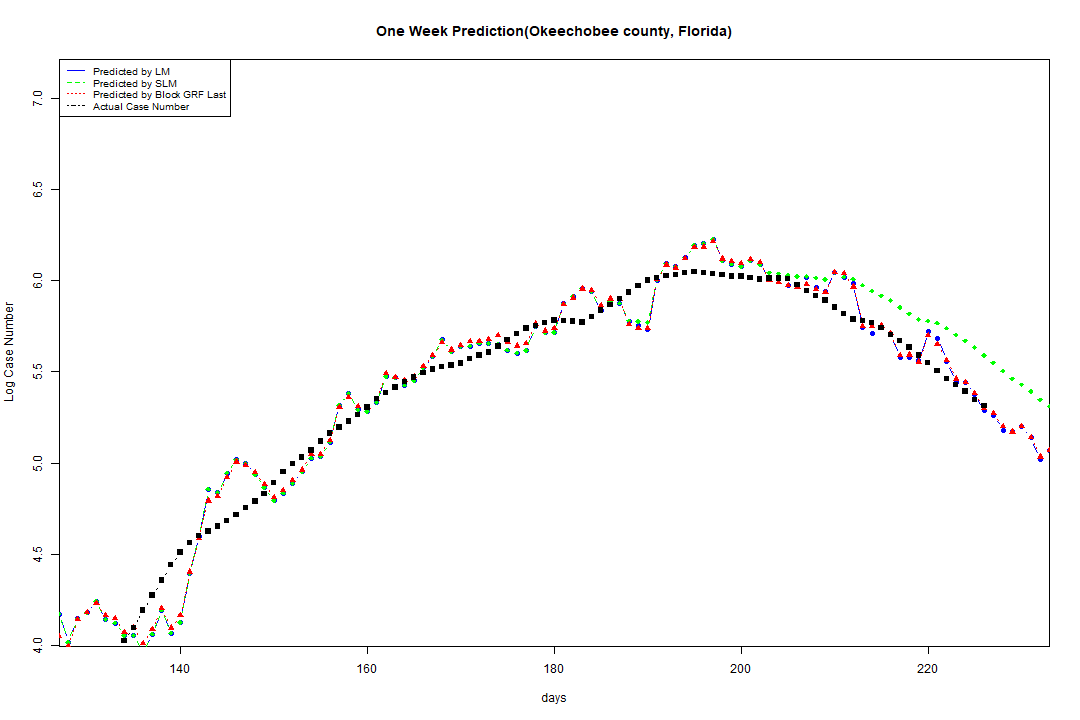 One Week Prediction(Okeechobee county, Florida)
Predicted by LM
Predicted by SLM
Predicted by Block GRF Last
Actual Case Number
7.0
6.5
6.0
5.5
5.0
4.5
4.0
Log Case Number
140 160 180 200 220
days